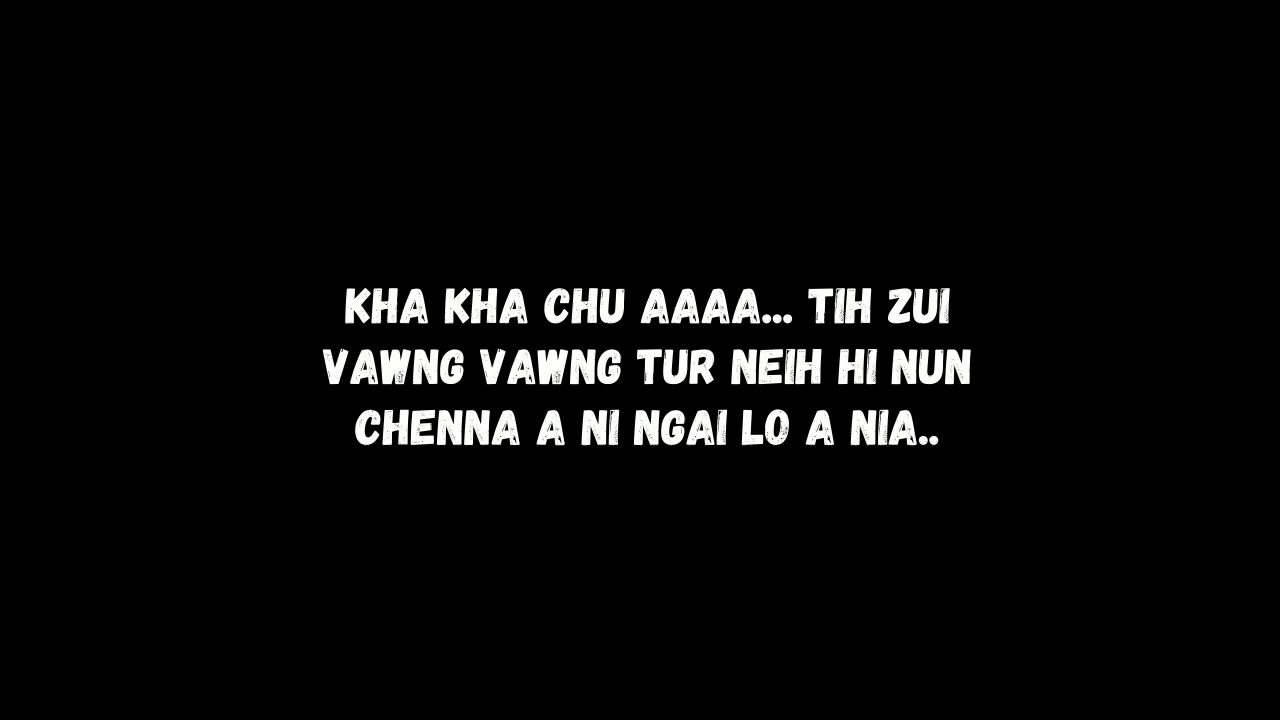 KHA KHA CHU AAAA... TIH ZUI
VAWNG VAWNG TUR NEIH HI NUN
CHENNA A NI NGAI LO A NIA..